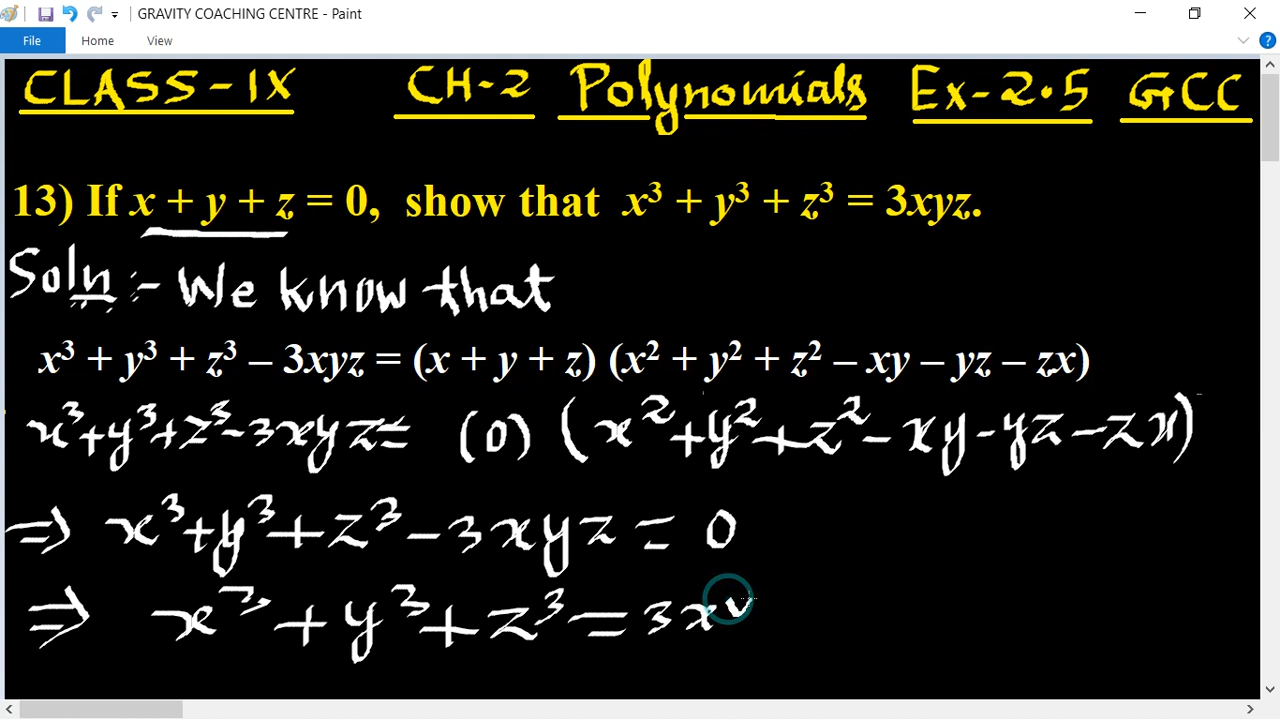 GRAVITY COACHING CENTRE - Paint
File Home View
CLASS-IX CH-2 Polynomials Ex-2.5 GCC
13) If x + y + z = 0, show that x³ + y³ + z³ = 3xyz.
Soln :- We know that
x³ + y³ + z³ – 3xyz = (x + y + z) (x² + y² + z² – xy – yz – zx)
x³+y³+z³-3xyz = (0) (x²+y²+z²-xy-yz-zx)
⇒ x³+y³+z³-3xyz = 0
⇒ x³+y³+z³ = 3xy